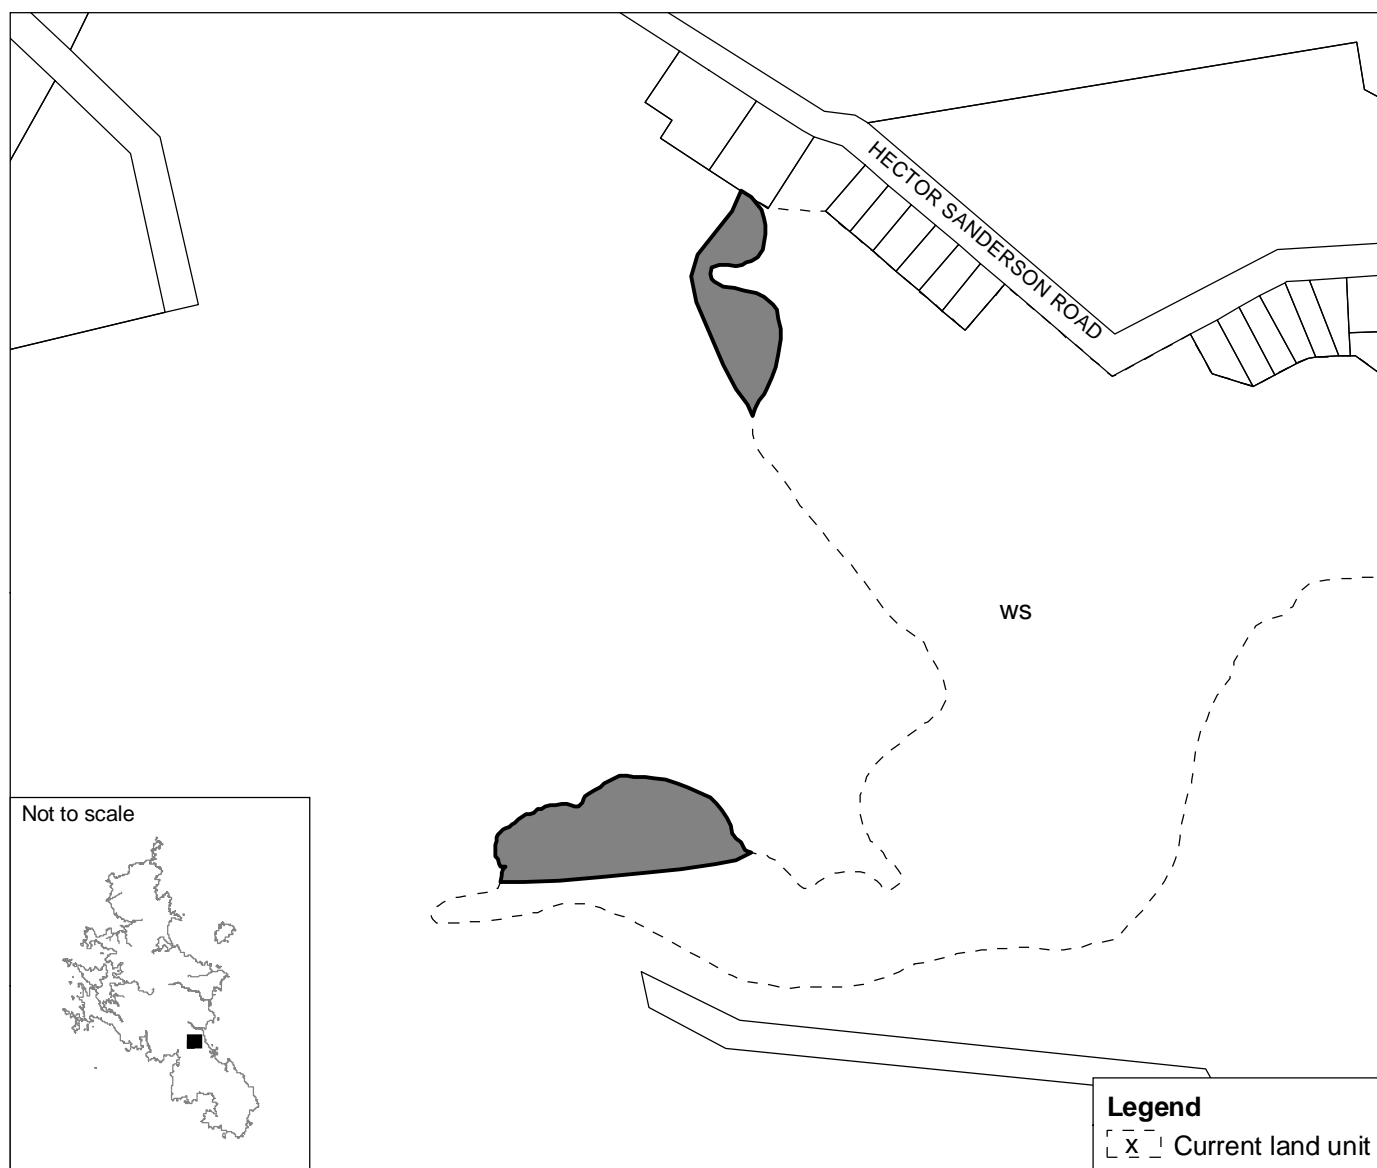 HECTOR SANDERSON ROAD
ws
Not to scale
Legend
x Current land unit